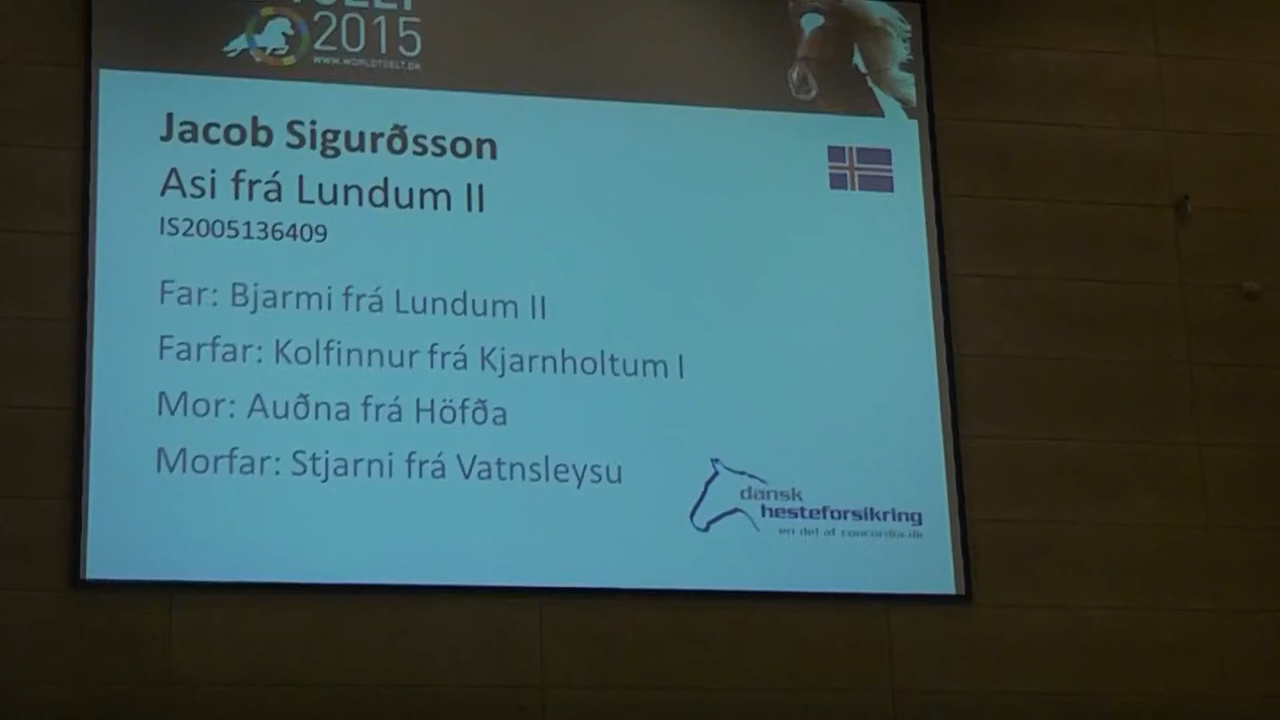 2015
WWW.WORLDTOELT.DK
Jacob Sigurðsson
Asi frá Lundum II
IS2005136409
Far: Bjarmi frá Lundum II
Farfar: Kolfinnur frá Kjarnholtum I
Mor: Auðna frá Höfða
Morfar: Stjarni frá Vatnsleysu
dansk
hesteforsikring
en del af concordia.dk